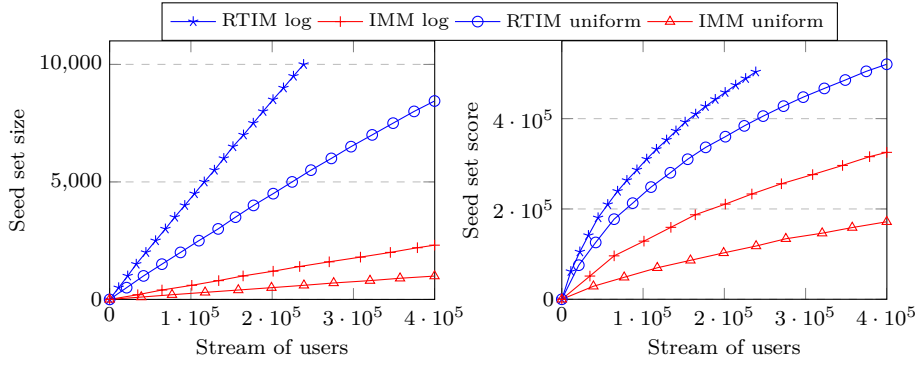 RTIM log IMM log RTIM uniform IMM uniform
10,000
5,000
0
Seed set size
0 1 · 10^5 2 · 10^5 3 · 10^5 4 · 10^5
Stream of users
4 · 10^5
2 · 10^5
0
Seed set score
0 1 · 10^5 2 · 10^5 3 · 10^5 4 · 10^5
Stream of users